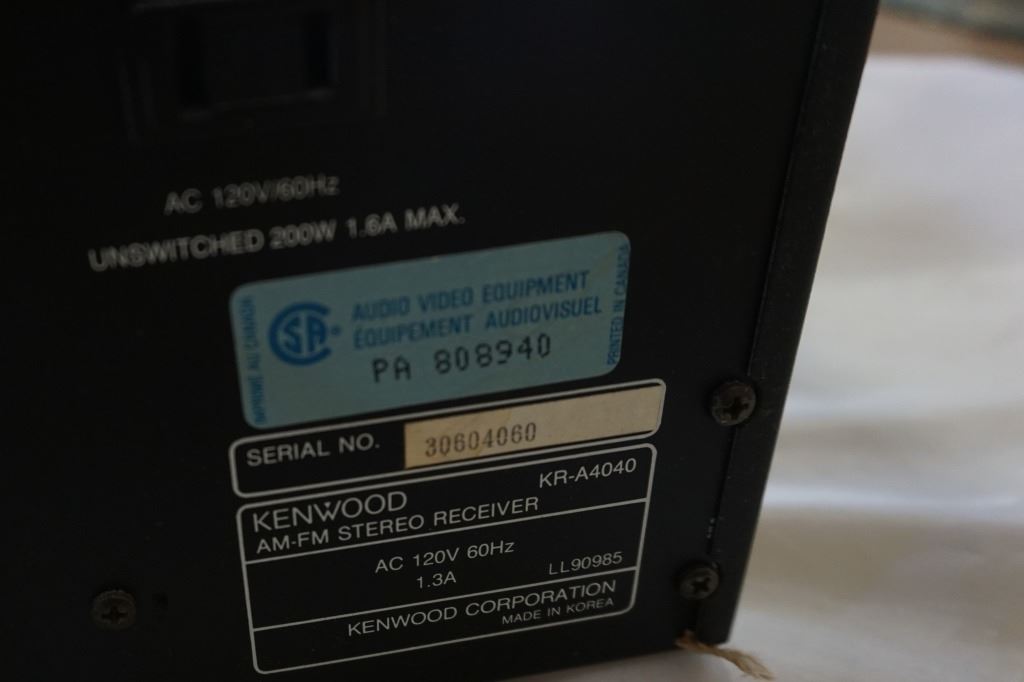 AC 120V/60Hz
UNSWITCHED 200W 1.6A MAX.
IMPRIMÉ AU CANADA
CSA®
AUDIO VIDEO EQUIPMENT
ÉQUIPEMENT AUDIOVISUEL
PA 808940
PRINTED IN CANADA
SERIAL NO. 30604060
KENWOOD KR-A4040
AM-FM STEREO RECEIVER
AC 120V 60Hz
1.3A LL90985
KENWOOD CORPORATION
MADE IN KOREA